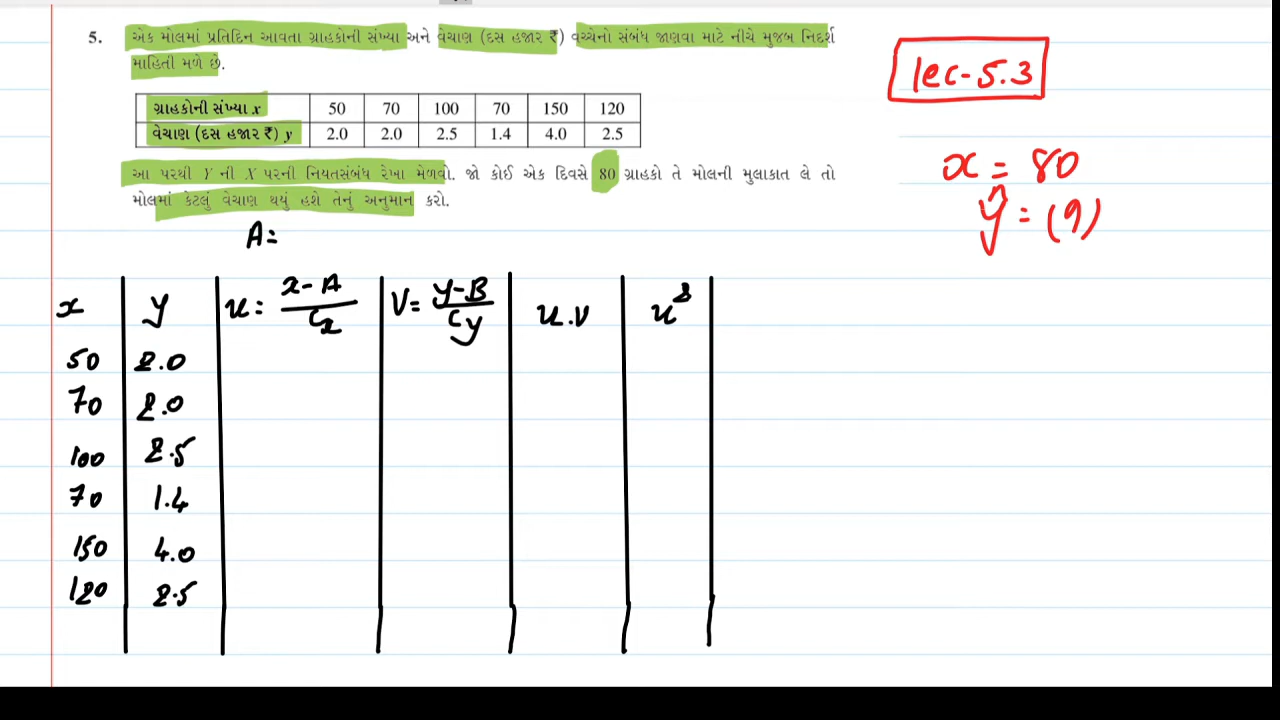 5. એક મોલમાં પ્રતિદિન આવતા ગ્રાહકોની સંખ્યા અને વેચાણ (દસ હજાર ₹) વચ્ચેનો સંબંધ જાણવા માટે નીચે મુજબ નિદર્શ
માહિતી મળે છે.
lec-5.3
ગ્રાહકોની સંખ્યા x 50 70 100 70 150 120
વેચાણ (દસ હજાર ₹) y 2.0 2.0 2.5 1.4 4.0 2.5
આ પરથી Y ની X પરની નિયતસંબંધ રેખા મેળવો. જો કોઈ એક દિવસે 80 ગ્રાહકો તે મોલની મુલાકાત લે તો
મોલમાં કેટલું વેચાણ થયું હશે તેનું અનુમાન કરો.
x = 80
ŷ = (?)
A=
x y u = x-A / Cx V = y-B / Cy u.v u²
50 2.0
70 2.0
100 2.5
70 1.4
150 4.0
120 2.5